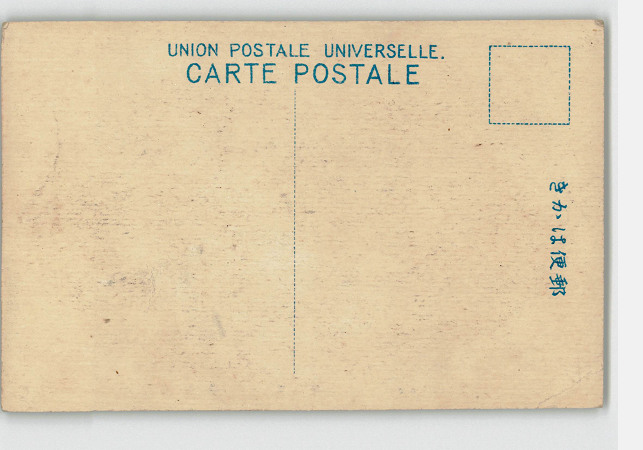 UNION POSTALE UNIVERSELLE.
CARTE POSTALE
きかは便郵